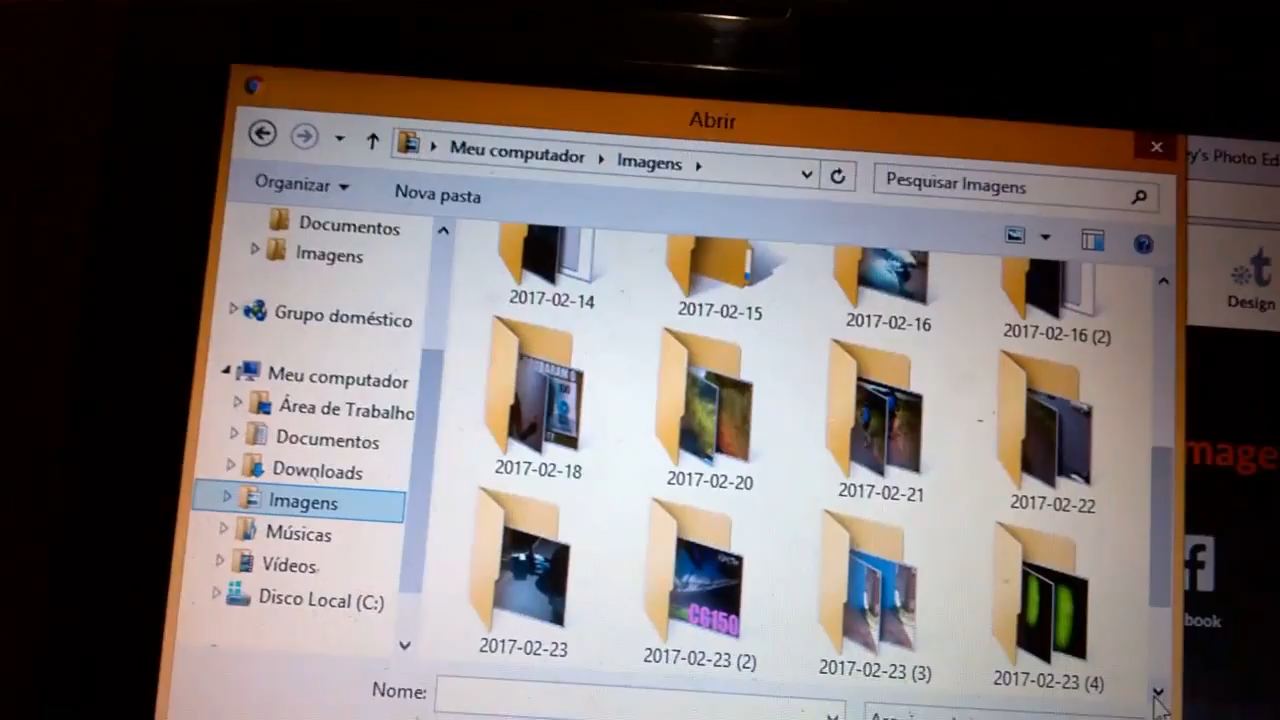 Abrir
Meu computador Imagens
Pesquisar Imagens
y's Photo Ed
Organizar
Nova pasta
Documentos
Imagens
Grupo doméstico
Meu computador
Área de Trabalho
Documentos
Downloads
Imagens
Músicas
Vídeos
Disco Local (C:)
2017-02-14
2017-02-15
2017-02-16
2017-02-16 (2)
2017-02-18
2017-02-20
2017-02-21
2017-02-22
CG150
2017-02-23
2017-02-23 (2)
2017-02-23 (3)
2017-02-23 (4)
Nome:
t
Design
mage
f
book